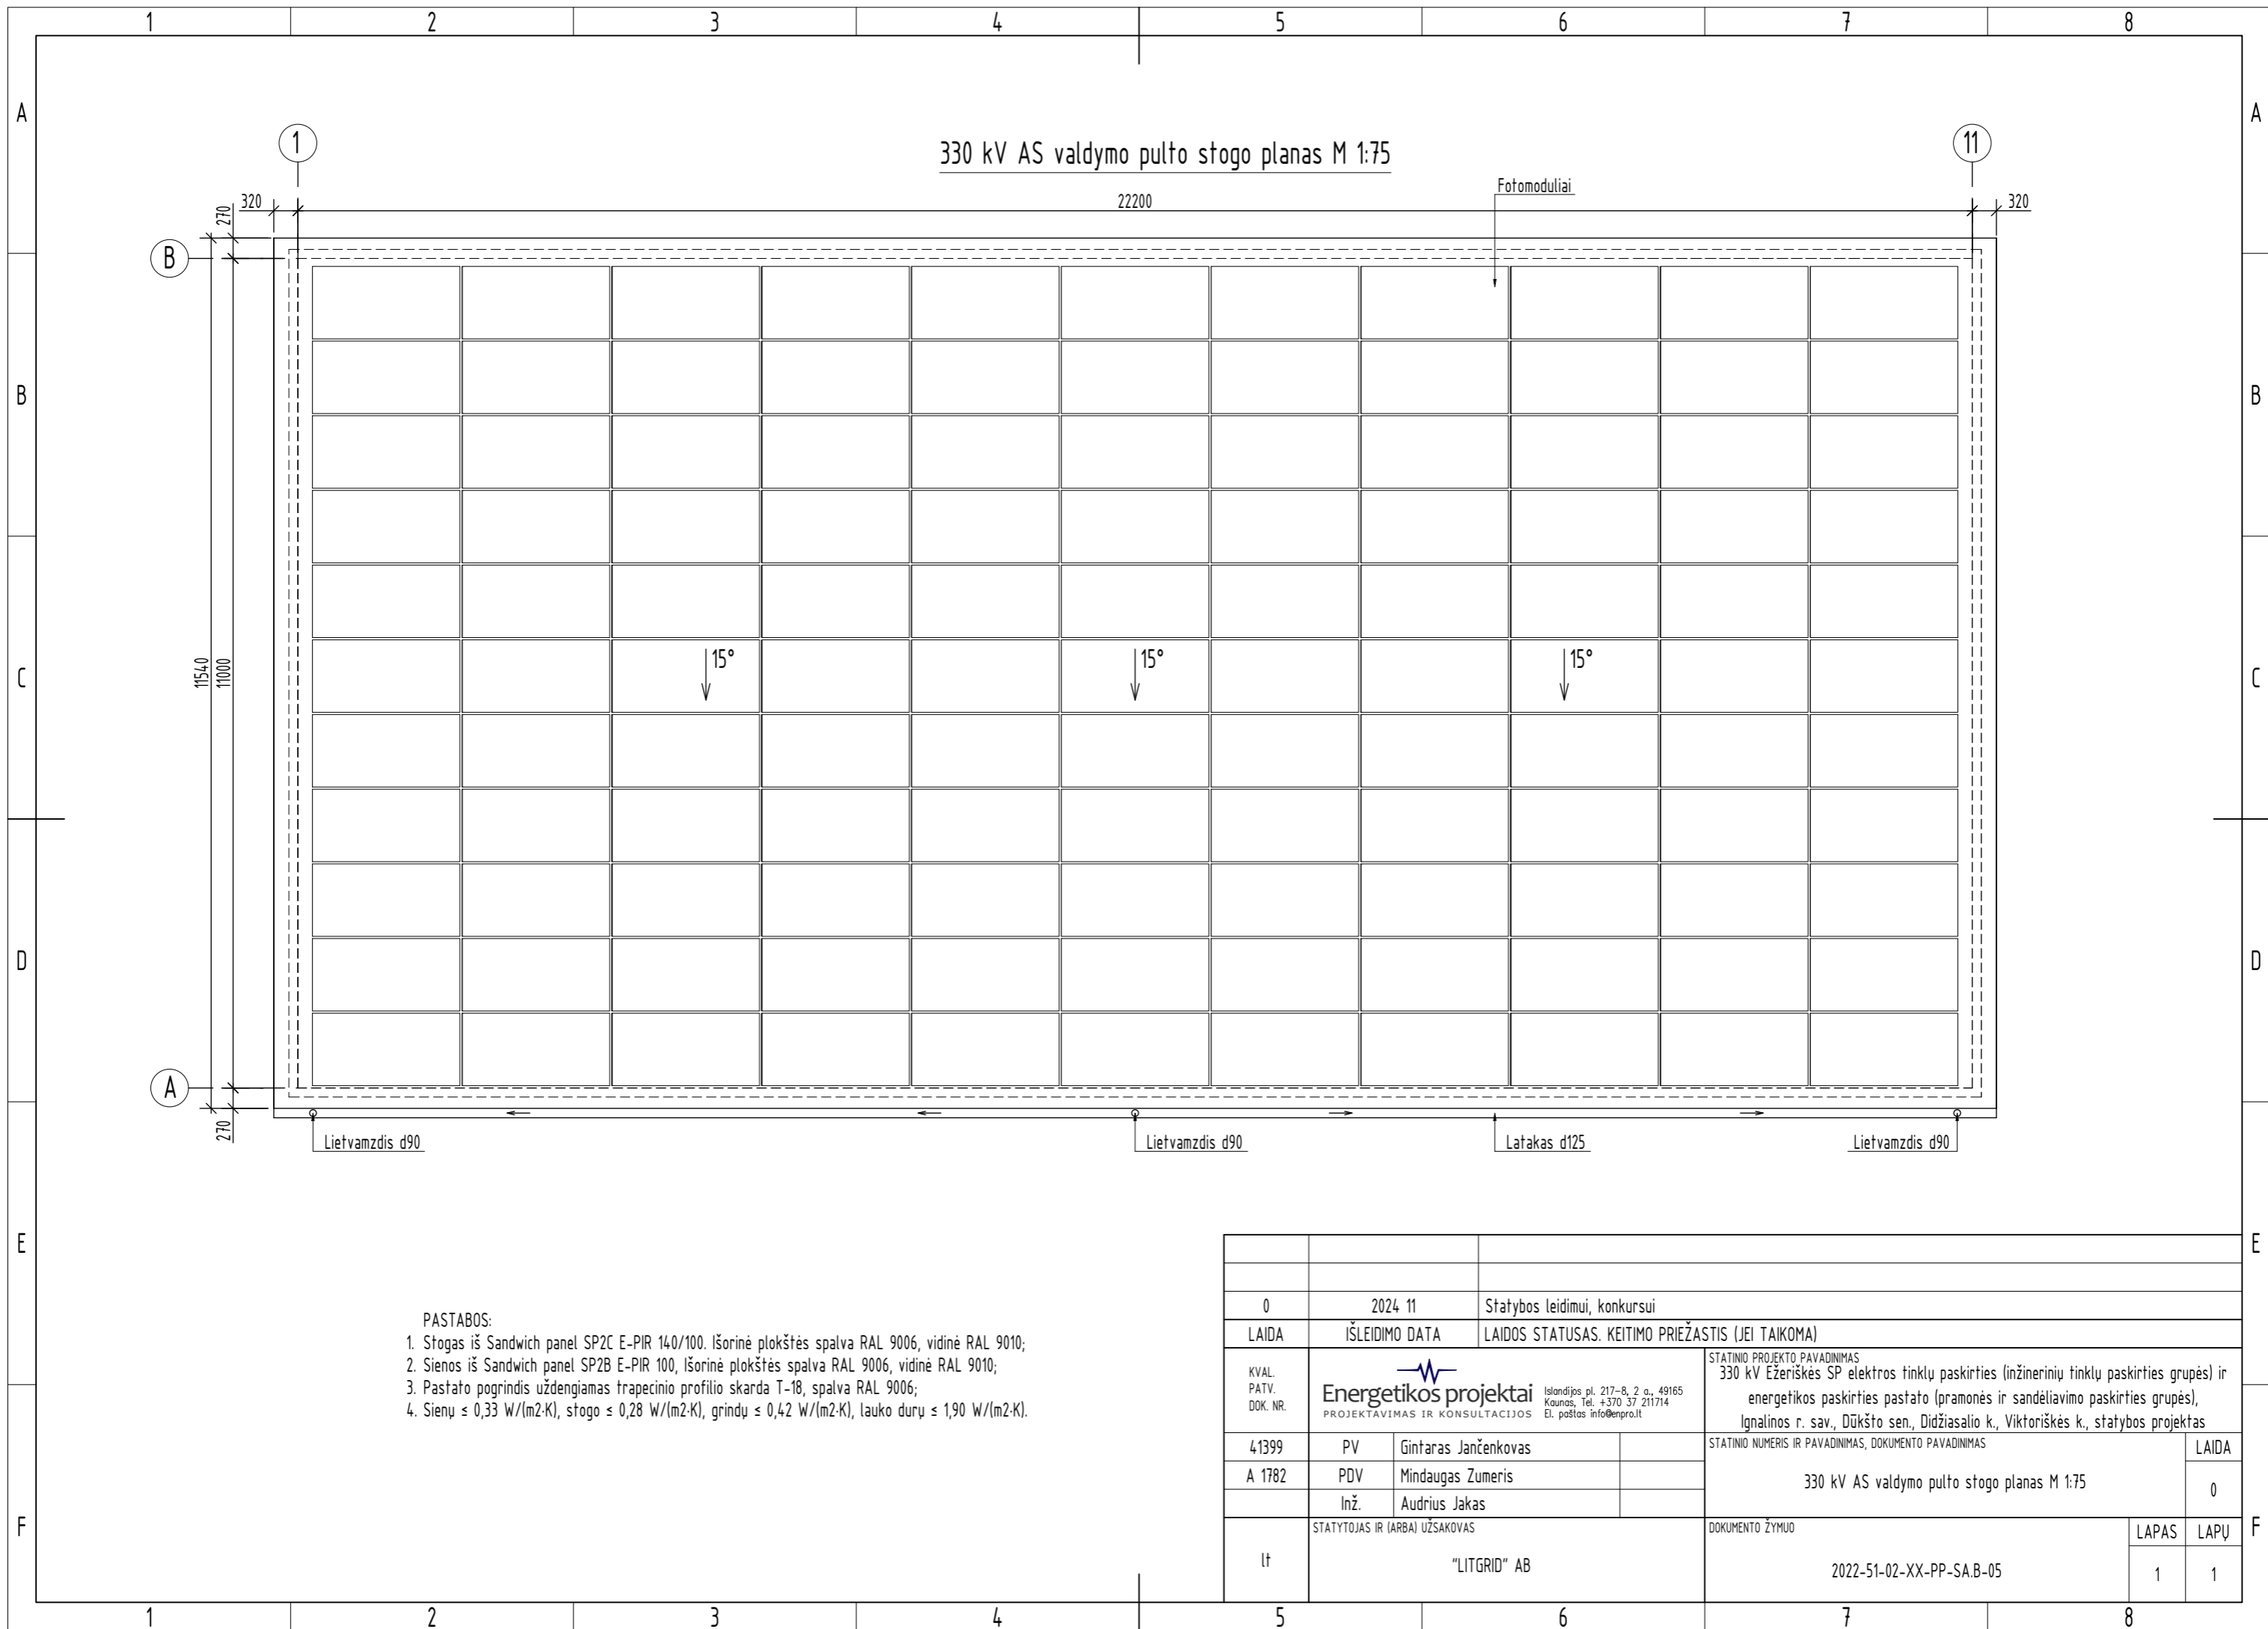 1 2 3 4 5 6 7 8
A A
1 11
330 kV AS valdymo pulto stogo planas M 1:75
Fotomoduliai
320 22200 320
270
B
B B
15° 15° 15°
11540 11000
C C
D D
A
270
Lietvamzdis d90 Lietvamzdis d90 Latakas d125 Lietvamzdis d90
E E
PASTABOS:
1. Stogas iš Sandwich panel SP2C E-PIR 140/100. Išorinė plokštės spalva RAL 9006, vidinė RAL 9010;
2. Sienos iš Sandwich panel SP2B E-PIR 100, Išorinė plokštės spalva RAL 9006, vidinė RAL 9010;
3. Pastato pogrindis uždengiamas trapecinio profilio skarda T-18, spalva RAL 9006;
4. Sienų ≤ 0,33 W/(m2·K), stogo ≤ 0,28 W/(m2·K), grindų ≤ 0,42 W/(m2·K), lauko durų ≤ 1,90 W/(m2·K).
0 2024 11 Statybos leidimui, konkursui
LAIDA IŠLEIDIMO DATA LAIDOS STATUSAS. KEITIMO PRIEŽASTIS (JEI TAIKOMA)
KVAL.
PATV.
DOK. NR.
Energetikos projektai
PROJEKTAVIMAS IR KONSULTACIJOS
Islandijos pl. 217-8, 2 a., 49165
Kaunas, Tel. +370 37 211714
El. paštas info@enpro.lt
STATINIO PROJEKTO PAVADINIMAS
330 kV Ežeriškės SP elektros tinklų paskirties (inžinerinių tinklų paskirties grupės) ir
energetikos paskirties pastato (pramonės ir sandėliavimo paskirties grupės),
Ignalinos r. sav., Dūkšto sen., Didžiasalio k., Viktoriškės k., statybos projektas
41399 PV Gintaras Jančenkovas
A 1782 PDV Mindaugas Zumeris
Inž. Audrius Jakas
STATINIO NUMERIS IR PAVADINIMAS, DOKUMENTO PAVADINIMAS
330 kV AS valdymo pulto stogo planas M 1:75
LAIDA
0
F F
lt
STATYTOJAS IR (ARBA) UŽSAKOVAS
"LITGRID" AB
DOKUMENTO ŽYMUO
2022-51-02-XX-PP-SA.B-05
LAPAS LAPŲ
1 1
1 2 3 4 5 6 7 8